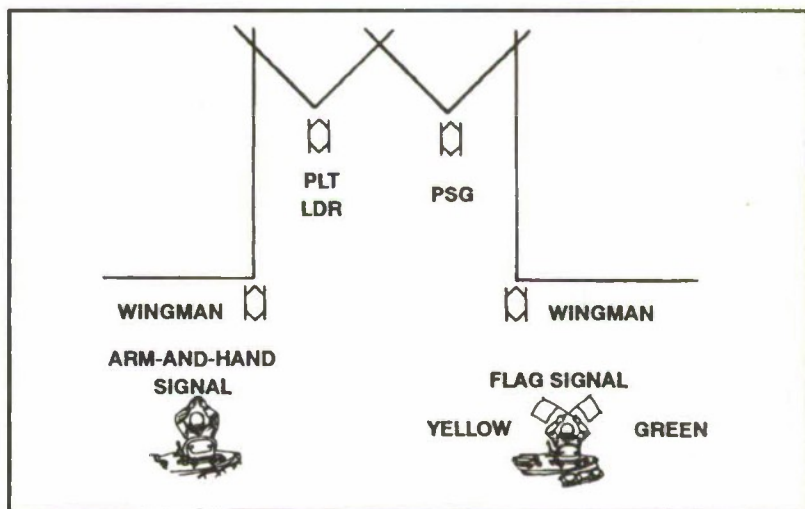 PLT
LDR
PSG
WINGMAN
WINGMAN
ARM-AND-HAND
SIGNAL
FLAG SIGNAL
YELLOW
GREEN